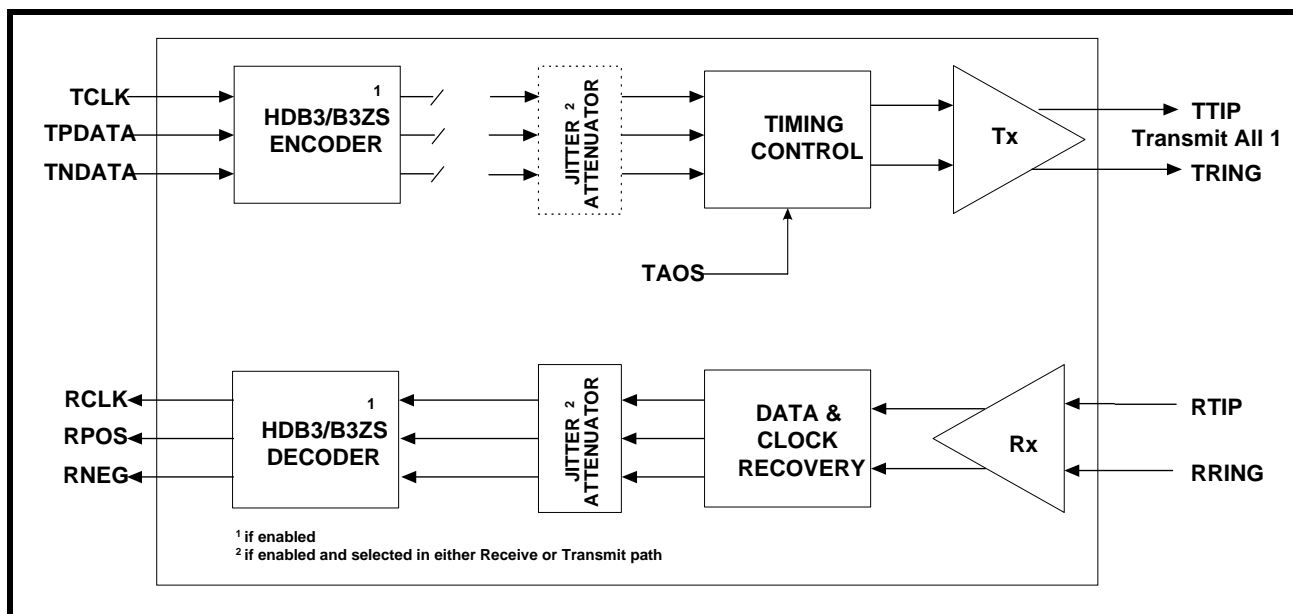 TCLK
TPDATA
TNDATA
1
HDB3/B3ZS
ENCODER
JITTER 2
ATTENUATOR
TIMING
CONTROL
Tx
TTIP
Transmit All 1
TRING
TAOS
RCLK
RPOS
RNEG
1
HDB3/B3ZS
DECODER
JITTER 2
ATTENUATOR
DATA &
CLOCK
RECOVERY
Rx
RTIP
RRING
1 if enabled
2 if enabled and selected in either Receive or Transmit path